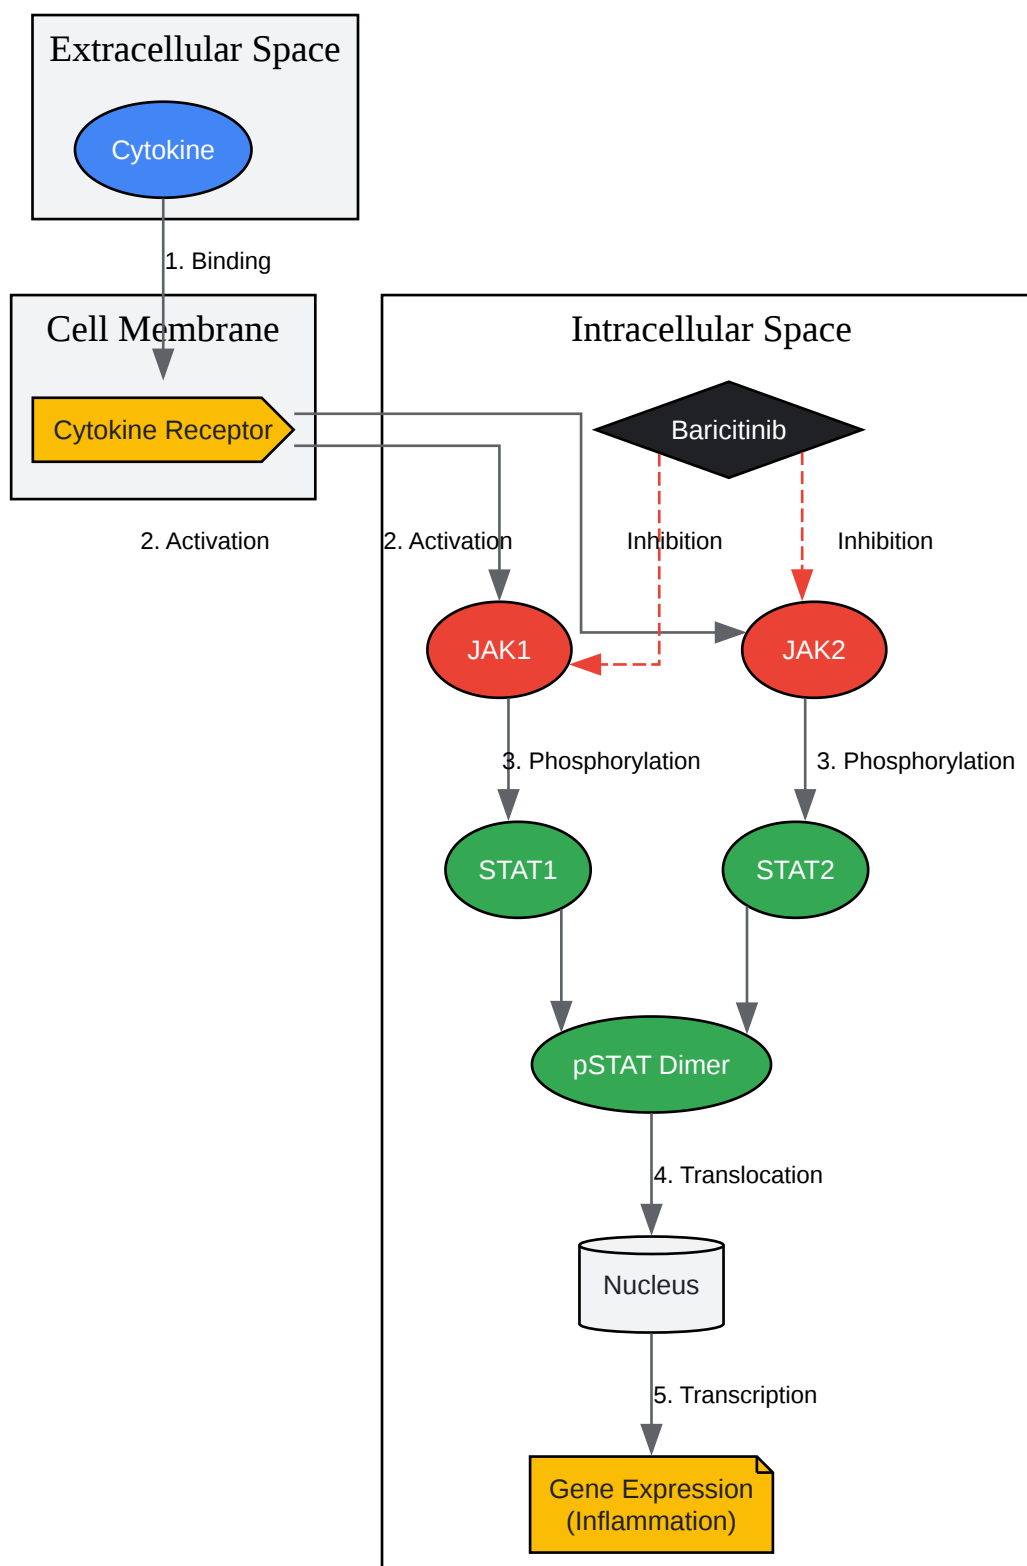 Extracellular Space
Cytokine
1. Binding
Cell Membrane
Intracellular Space
Cytokine Receptor
Baricitinib
2. Activation
2. Activation
Inhibition
Inhibition
JAK1
JAK2
3. Phosphorylation
3. Phosphorylation
STAT1
STAT2
pSTAT Dimer
4. Translocation
Nucleus
5. Transcription
Gene Expression
(Inflammation)